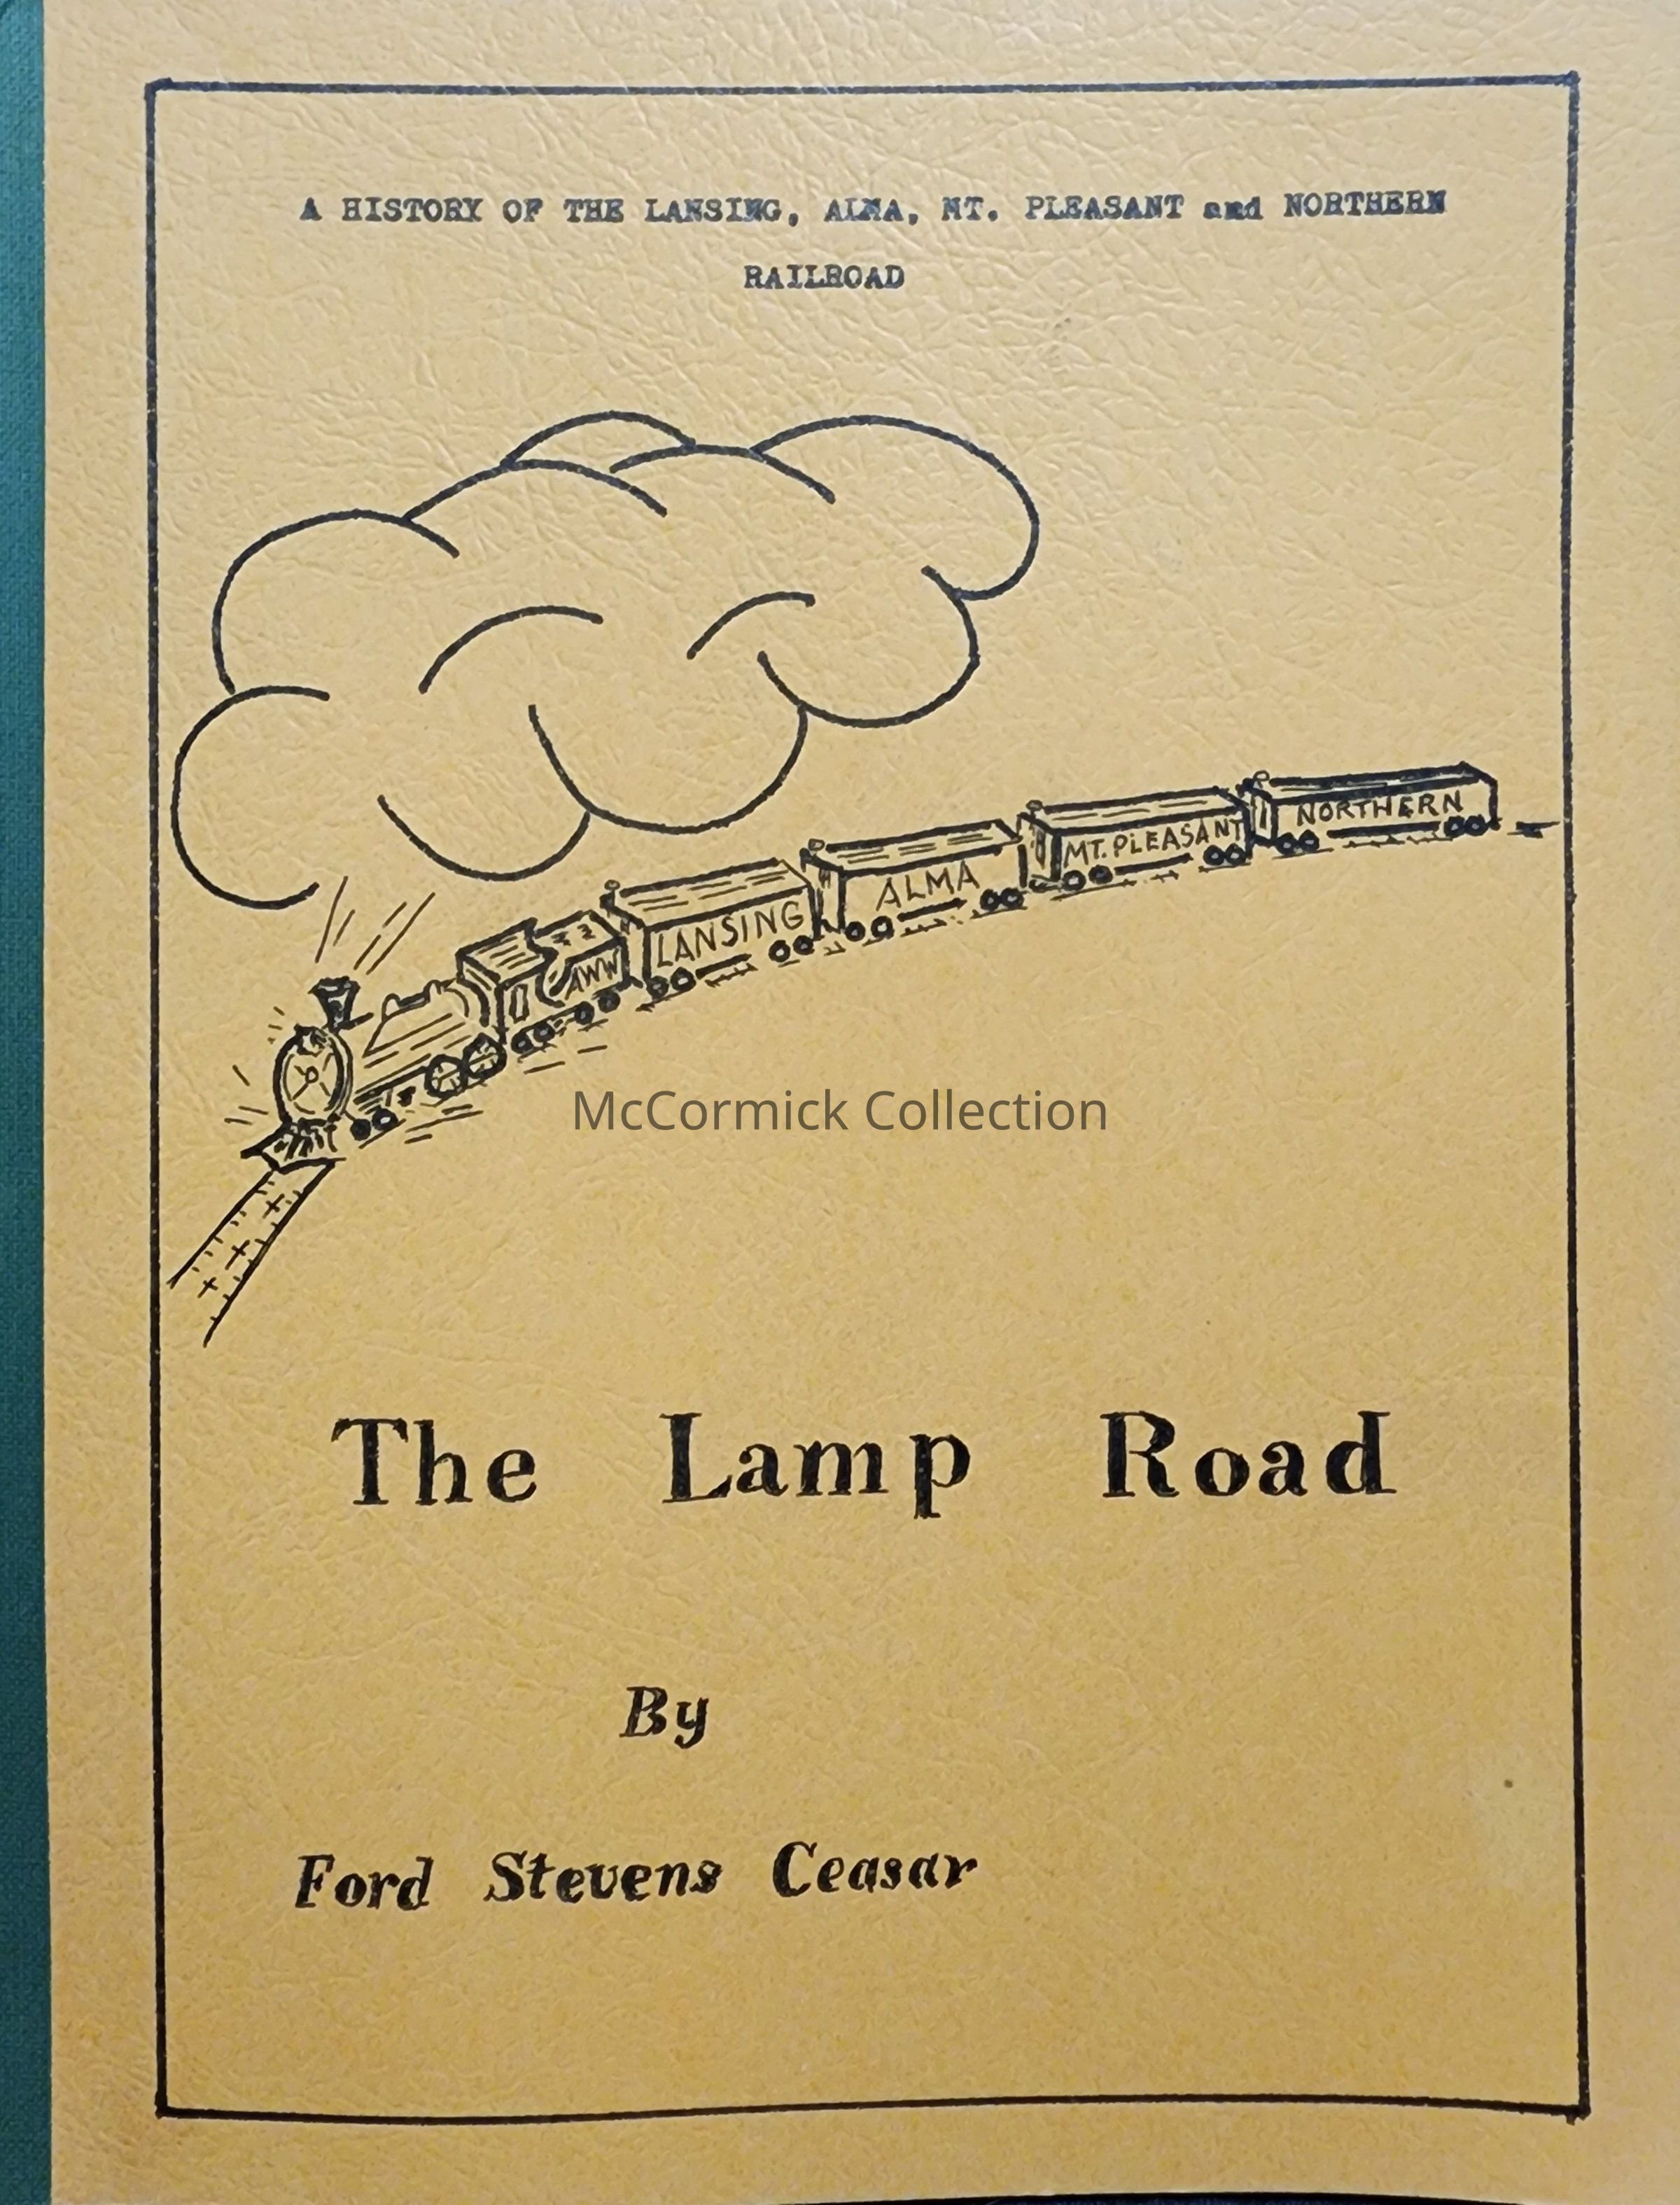 A HISTORY OF THE LANSING, ALMA, MT. PLEASANT and NORTHERN
RAILROAD
NORTHERN
MT. PLEASANT
ALMA
LANSING
AWW
McCormick Collection
The Lamp Road
By
Ford Stevens Ceasar